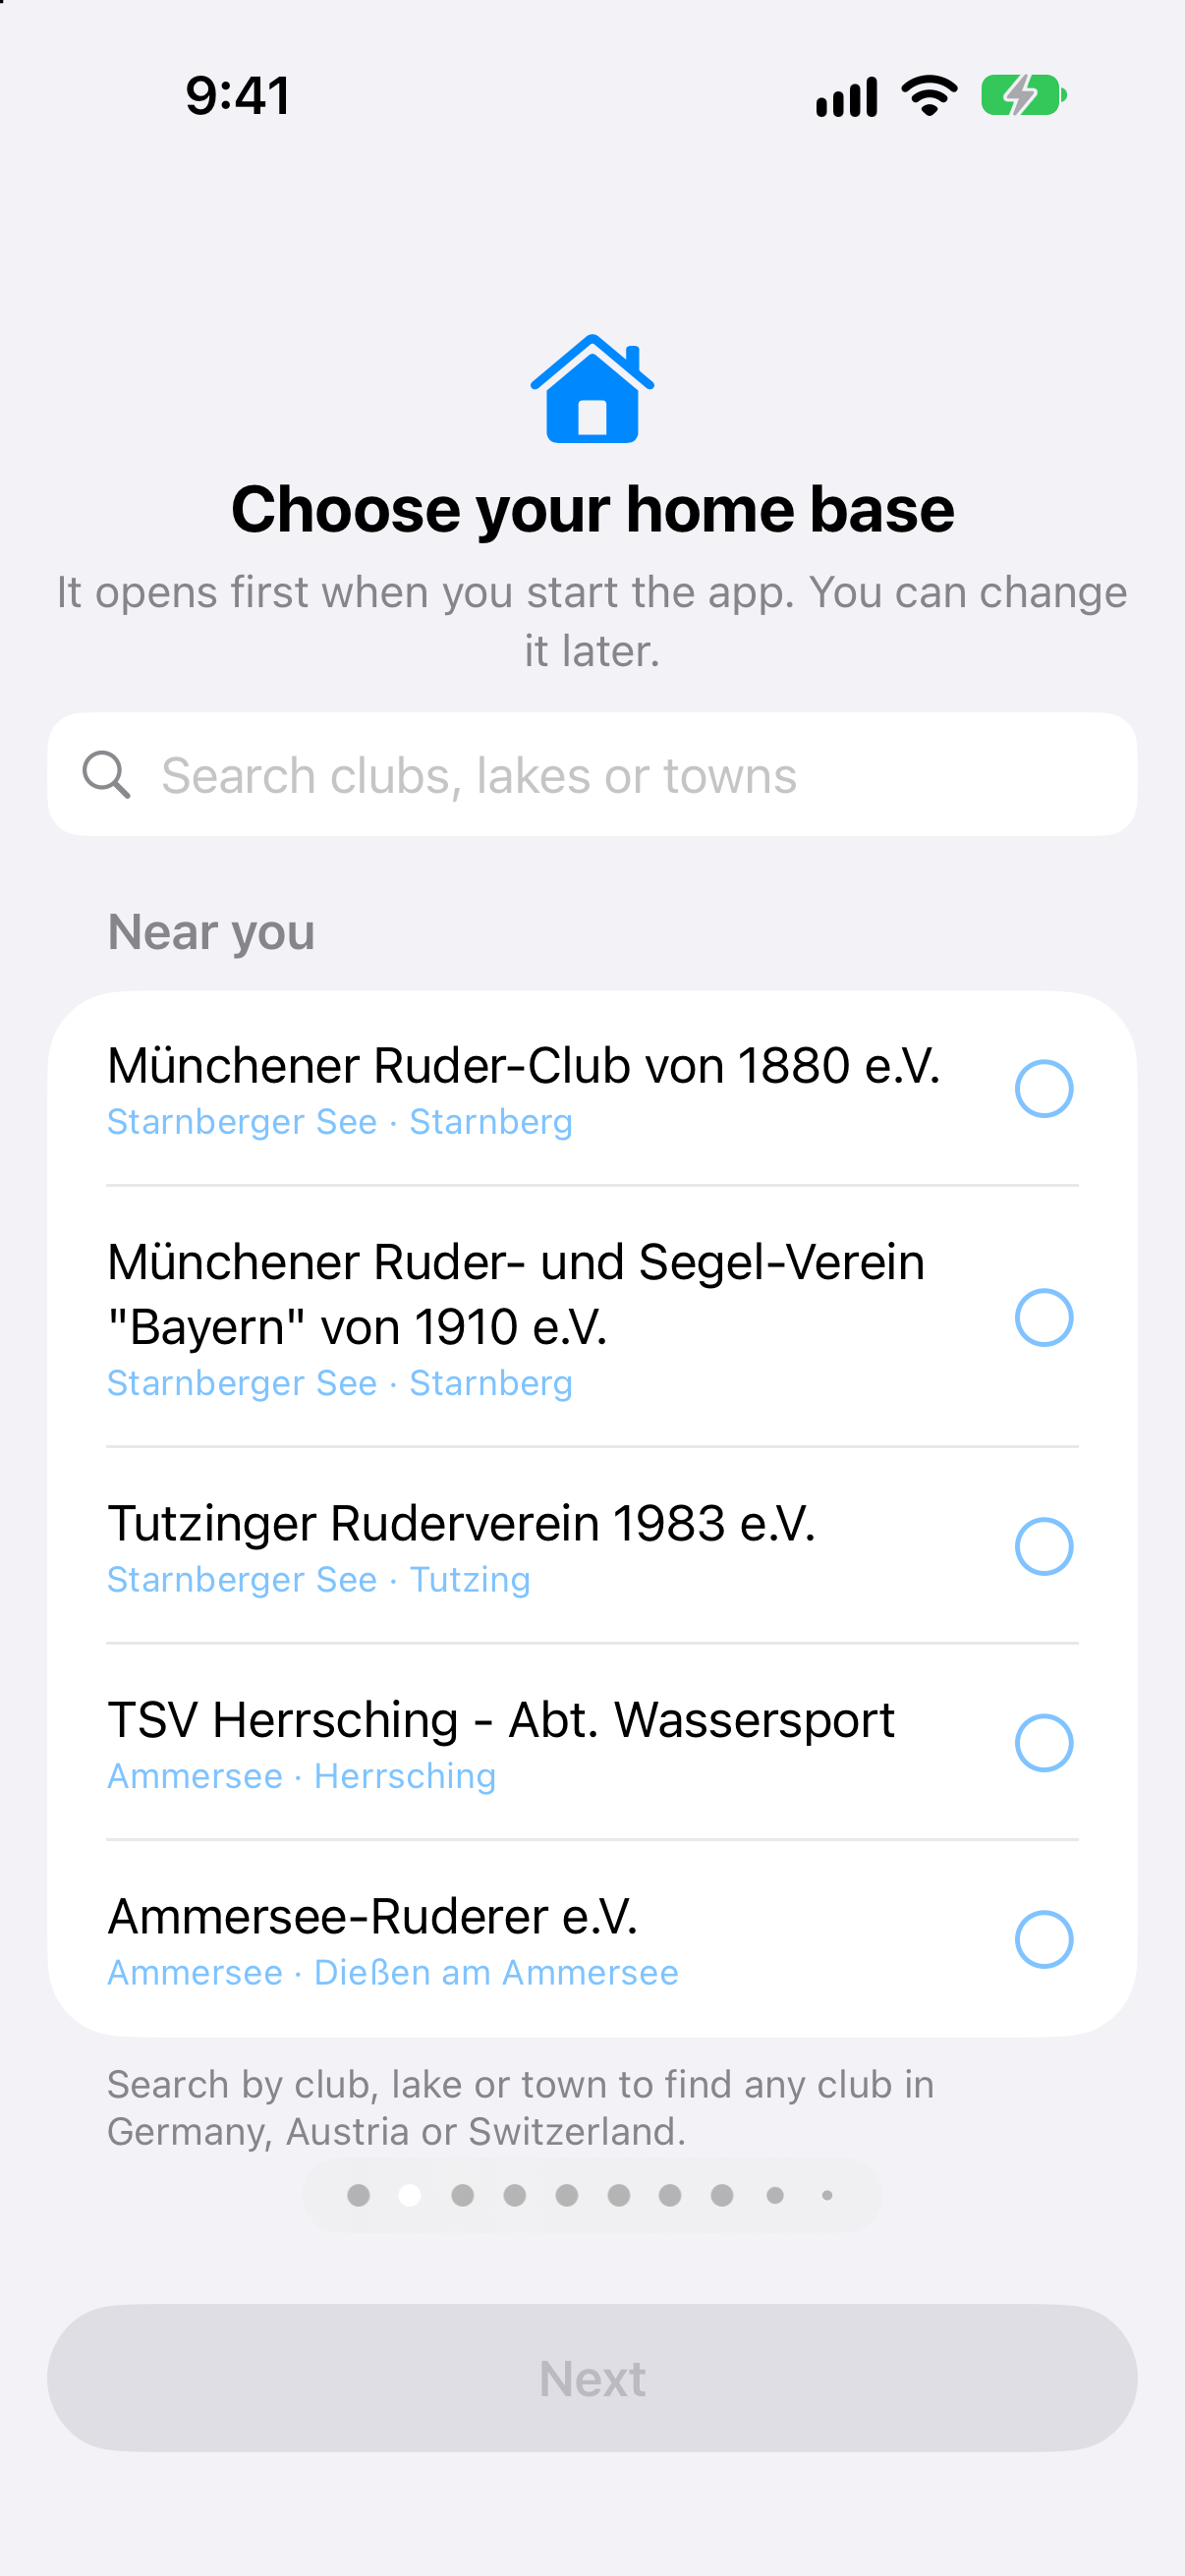 9:41
Choose your home base
It opens first when you start the app. You can change
it later.
Search clubs, lakes or towns
Near you
Münchener Ruder-Club von 1880 e.V.
Starnberger See · Starnberg
Münchener Ruder- und Segel-Verein
"Bayern" von 1910 e.V.
Starnberger See · Starnberg
Tutzinger Ruderverein 1983 e.V.
Starnberger See · Tutzing
TSV Herrsching - Abt. Wassersport
Ammersee · Herrsching
Ammersee-Ruderer e.V.
Ammersee · Dießen am Ammersee
Search by club, lake or town to find any club in
Germany, Austria or Switzerland.
Next